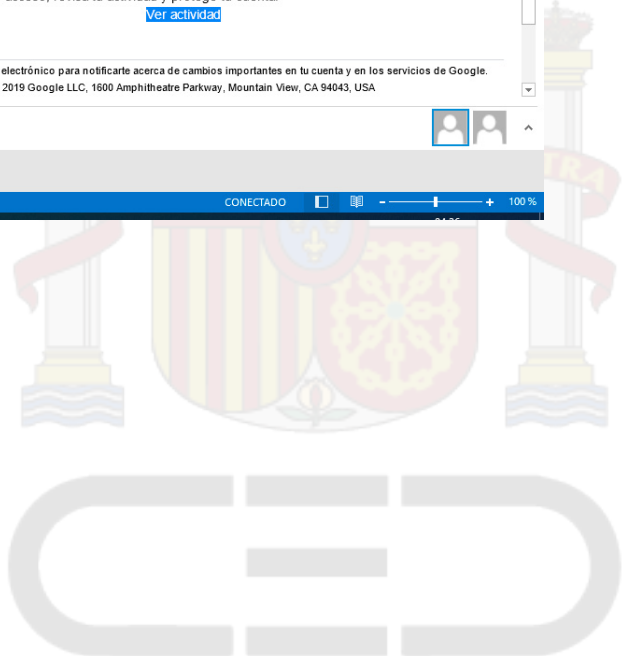 Ver actividad
electrónico para notificarte acerca de cambios importantes en tu cuenta y en los servicios de Google.
2019 Google LLC, 1600 Amphitheatre Parkway, Mountain View, CA 94043, USA
TRA
CONECTADO - + 100 %